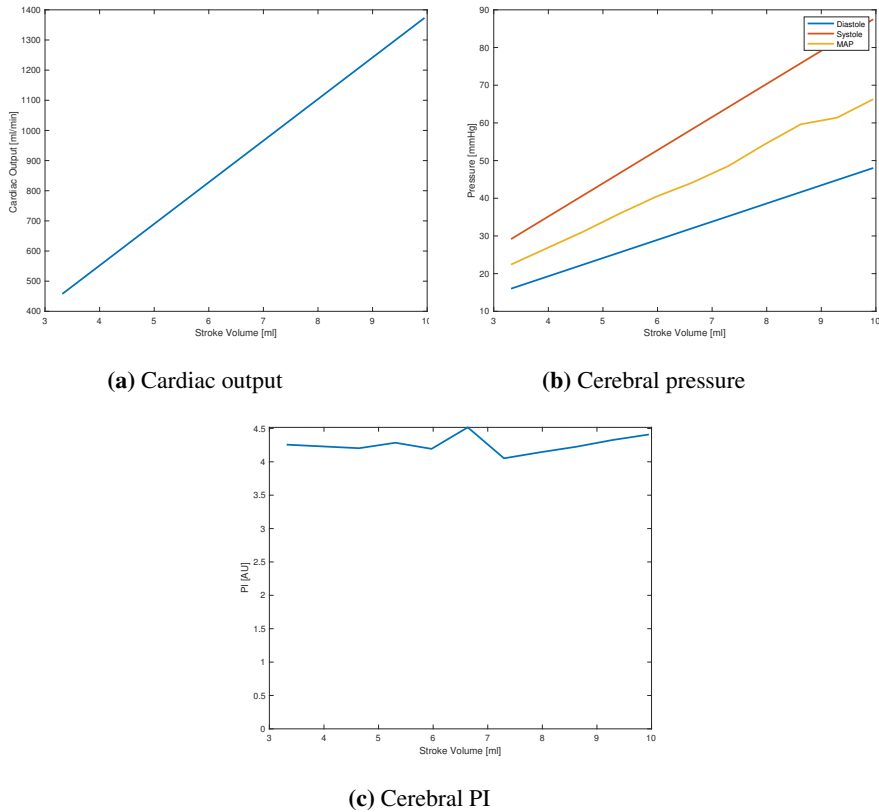 1400
1300
1200
1100
1000
900
800
700
600
500
400
Cardiac Output [ml/min]
3 4 5 6 7 8 9 10
Stroke Volume [ml]
(a) Cardiac output
90
80
70
60
50
40
30
20
10
Pressure [mmHg]
Diastole
Systole
MAP
3 4 5 6 7 8 9 10
Stroke Volume [ml]
(b) Cerebral pressure
4.5
4
3.5
3
2.5
2
1.5
1
0.5
0
PI [AU]
3 4 5 6 7 8 9 10
Stroke Volume [ml]
(c) Cerebral PI